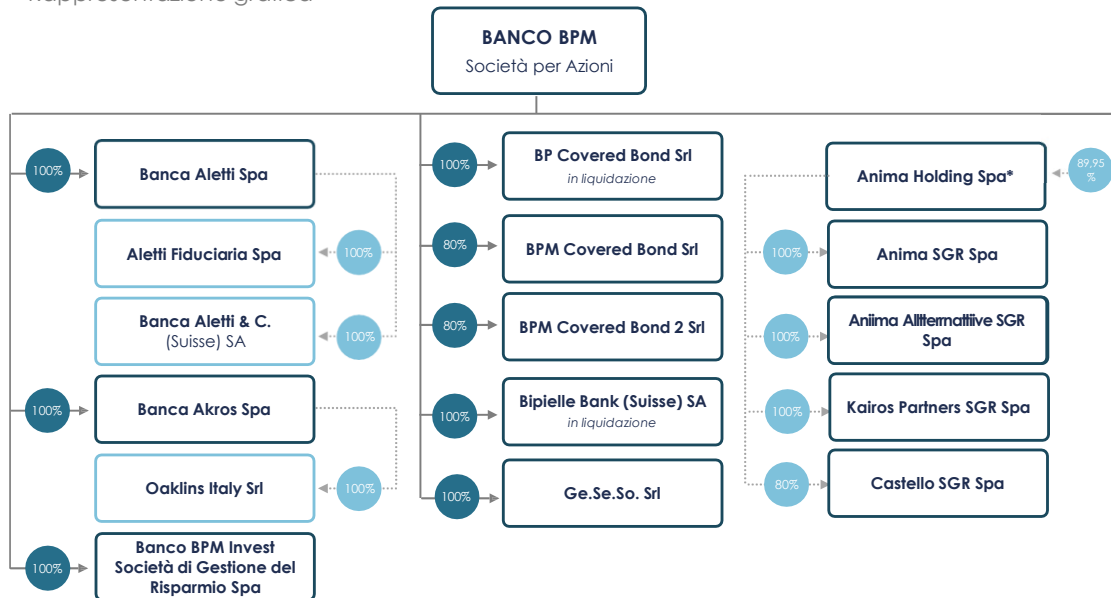 Rappresentazione grafica
BANCO BPM
Società per Azioni
100%
Banca Aletti Spa
Aletti Fiduciaria Spa
100%
Banca Aletti & C.
(Suisse) SA
100%
100%
Banca Akros Spa
Oaklins Italy Srl
100%
100%
Banco BPM Invest
Società di Gestione del
Risparmio Spa
100%
BP Covered Bond Srl
in liquidazione
80%
BPM Covered Bond Srl
80%
BPM Covered Bond 2 Srl
100%
Bipielle Bank (Suisse) SA
in liquidazione
100%
Ge.Se.So. Srl
Anima Holding Spa*
89,95
%
100%
Anima SGR Spa
100%
Aniima Allltternattiive SGR
Spa
100%
Kairos Partners SGR Spa
80%
Castello SGR Spa